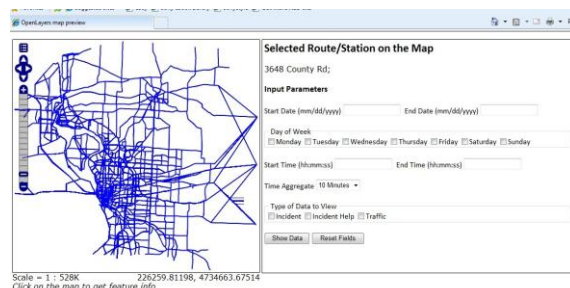 OpenLayers map preview
Selected Route/Station on the Map
3648 County Rd;
Input Parameters
Start Date (mm/dd/yyyy) End Date (mm/dd/yyyy)
Day of Week
Monday Tuesday Wednesday Thursday Friday Saturday Sunday
Start Time (hh:mm:ss) End Time (hh:mm:ss)
Time Aggregate 10 Minutes
Type of Data to View
Incident Incident Help Traffic
Show Data Reset Fields
Scale = 1 : 528K 226259.81198, 4734663.67514
Click on the map to get feature info